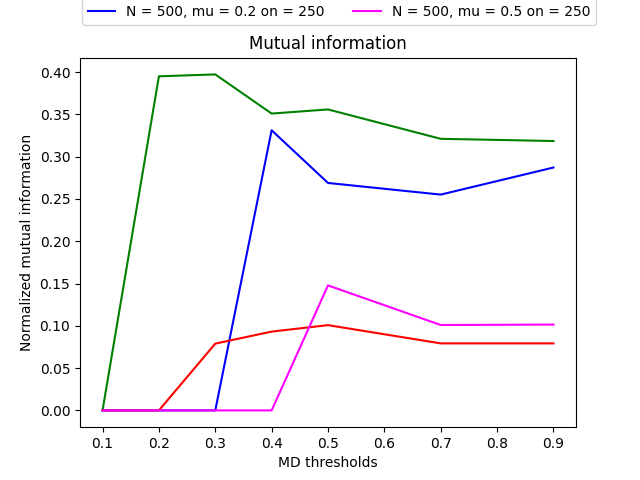 N = 500, mu = 0.2 on = 250 N = 500, mu = 0.5 on = 250
Mutual information
0.40
0.35
0.30
0.25
0.20
0.15
0.10
0.05
0.00
Normalized mutual information
0.1 0.2 0.3 0.4 0.5 0.6 0.7 0.8 0.9
MD thresholds